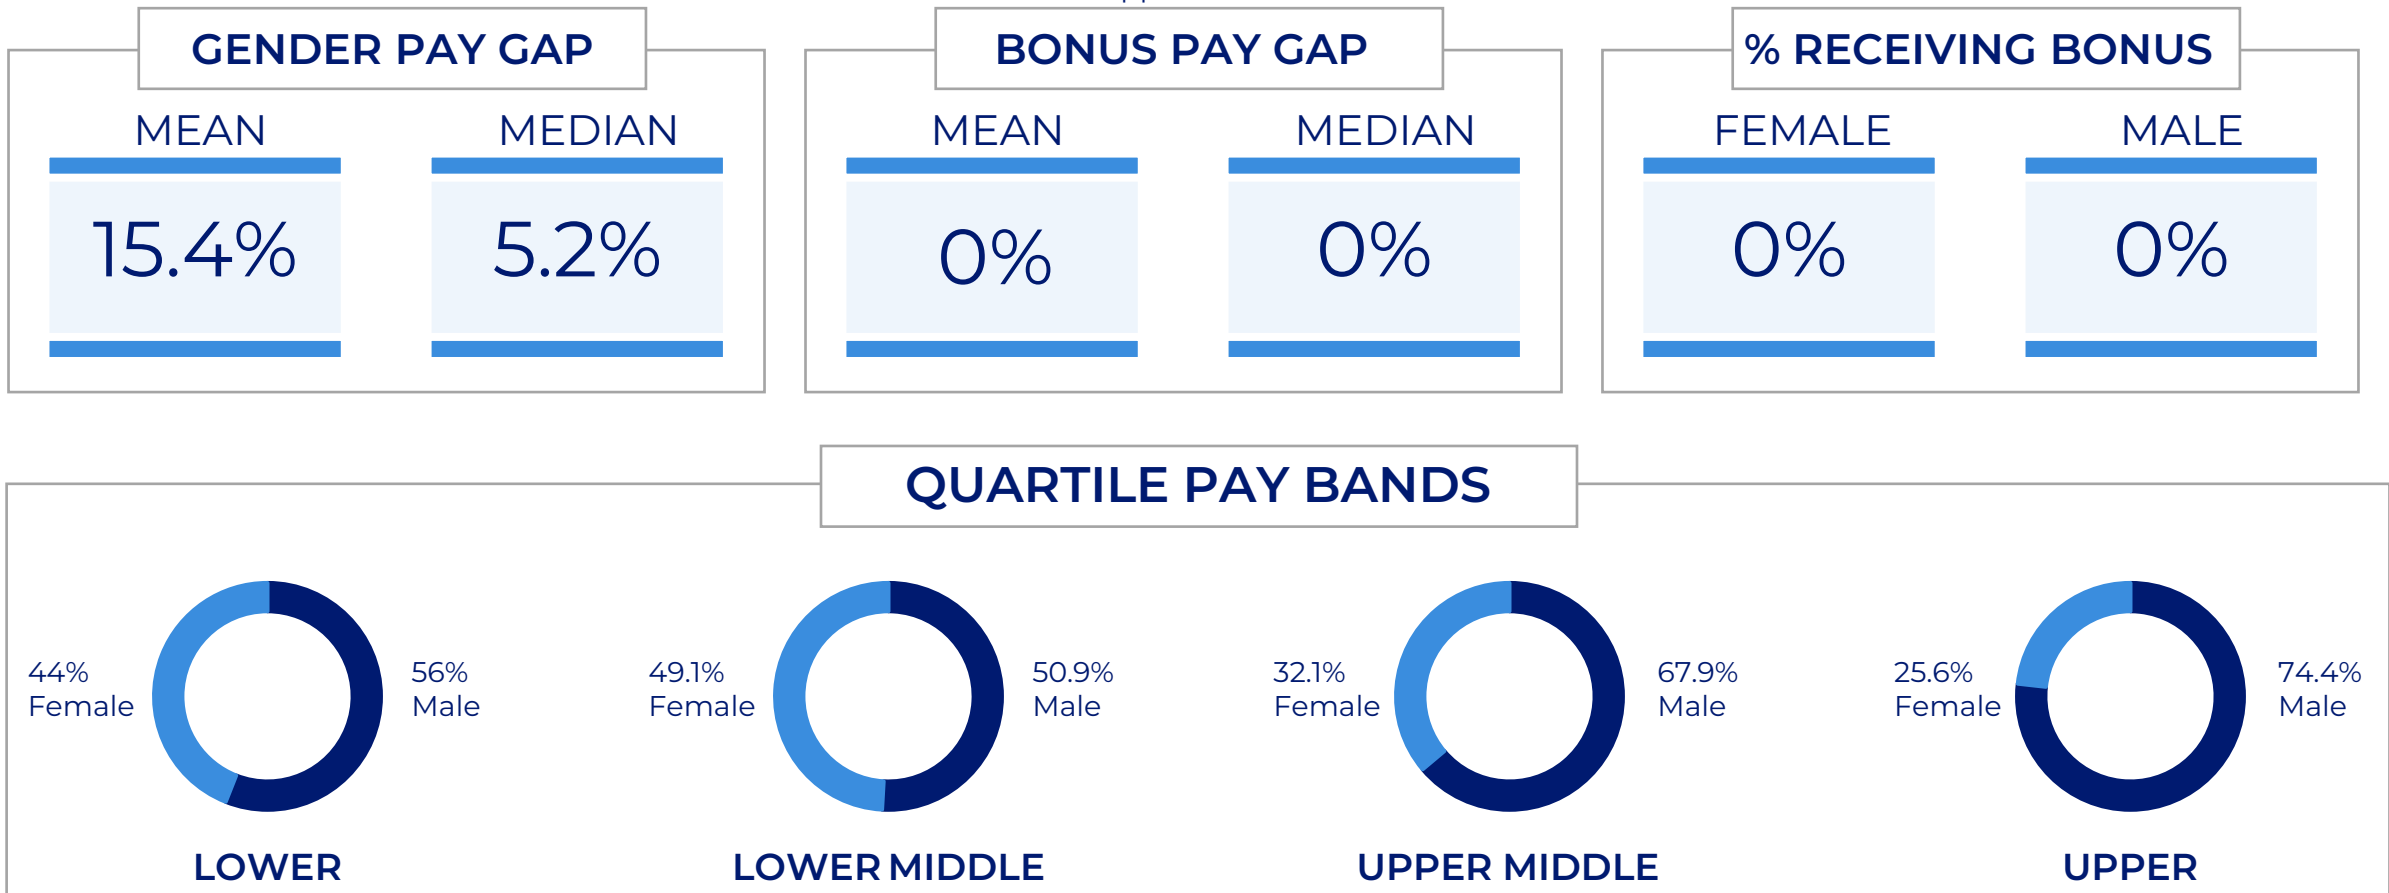 GENDER PAY GAP
MEAN
MEDIAN
15.4%
5.2%
BONUS PAY GAP
MEAN
MEDIAN
0%
0%
% RECEIVING BONUS
FEMALE
MALE
0%
0%
QUARTILE PAY BANDS
44%
Female
56%
Male
LOWER
49.1%
Female
50.9%
Male
LOWER MIDDLE
32.1%
Female
67.9%
Male
UPPER MIDDLE
25.6%
Female
74.4%
Male
UPPER